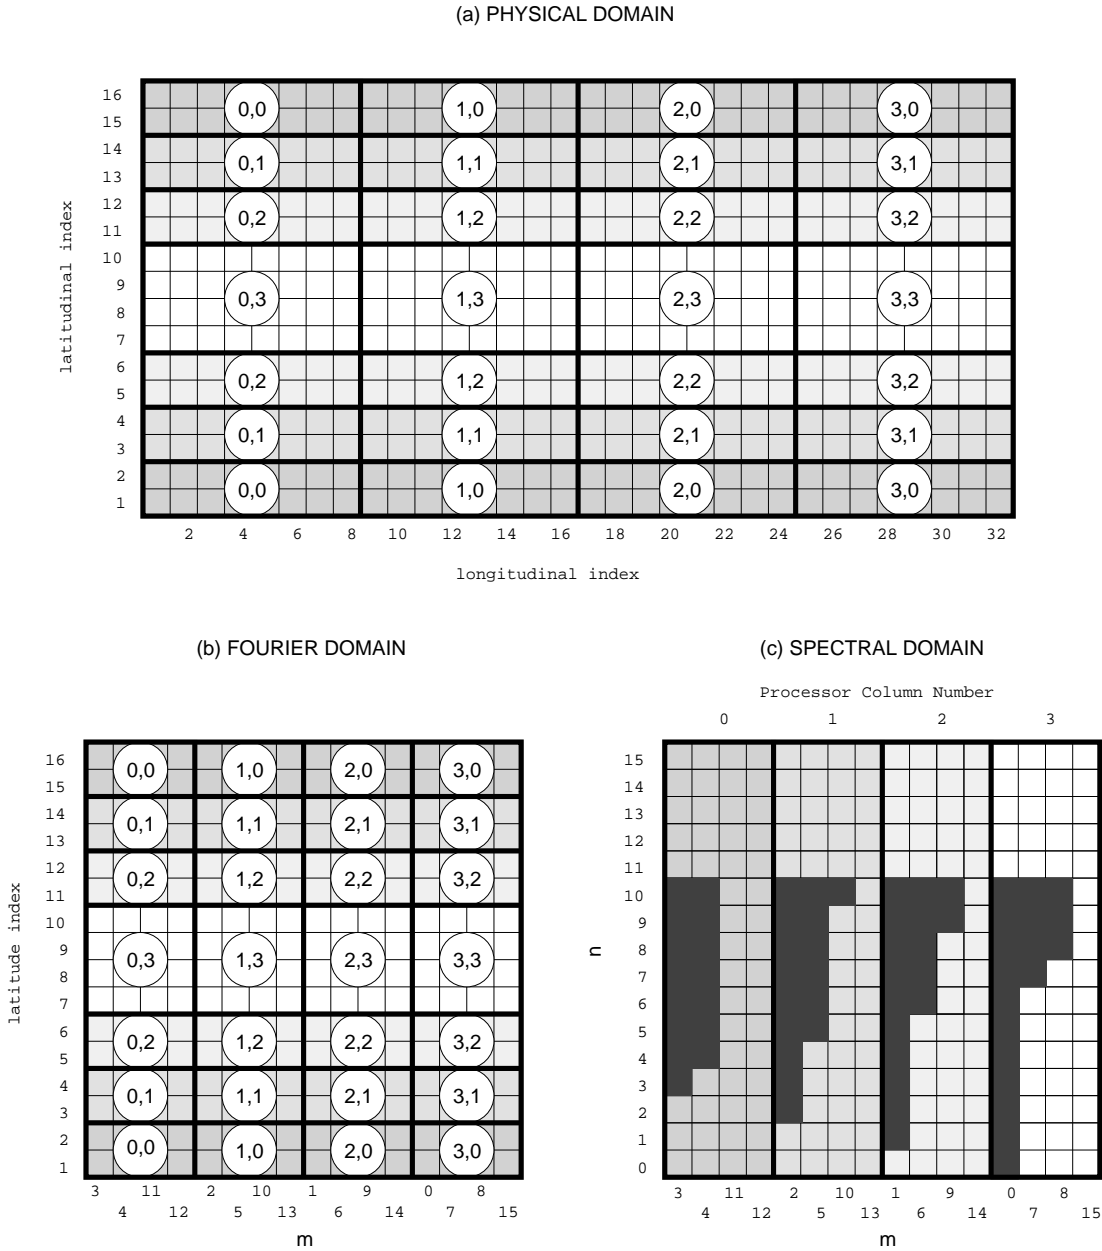 (a) PHYSICAL DOMAIN
16
0,0 1,0 2,0 3,0
15
14
0,1 1,1 2,1 3,1
13
12
0,2 1,2 2,2 3,2
11
10
9
0,3 1,3 2,3 3,3
8
7
6
0,2 1,2 2,2 3,2
5
4
0,1 1,1 2,1 3,1
3
2
0,0 1,0 2,0 3,0
1
latitudinal index
2 4 6 8 10 12 14 16 18 20 22 24 26 28 30 32
longitudinal index
(b) FOURIER DOMAIN
16
0,0 1,0 2,0 3,0
15
14
0,1 1,1 2,1 3,1
13
12
0,2 1,2 2,2 3,2
11
10
9
0,3 1,3 2,3 3,3
8
7
6
0,2 1,2 2,2 3,2
5
4
0,1 1,1 2,1 3,1
3
2
0,0 1,0 2,0 3,0
1
latitude index
3 11 2 10 1 9 0 8
4 12 5 13 6 14 7 15
m
(c) SPECTRAL DOMAIN
Processor Column Number
0 1 2 3
15
14
13
12
11
10
9
8
7
6
5
4
3
2
1
0
n
3 11 2 10 1 9 0 8
4 12 5 13 6 14 7 15
m